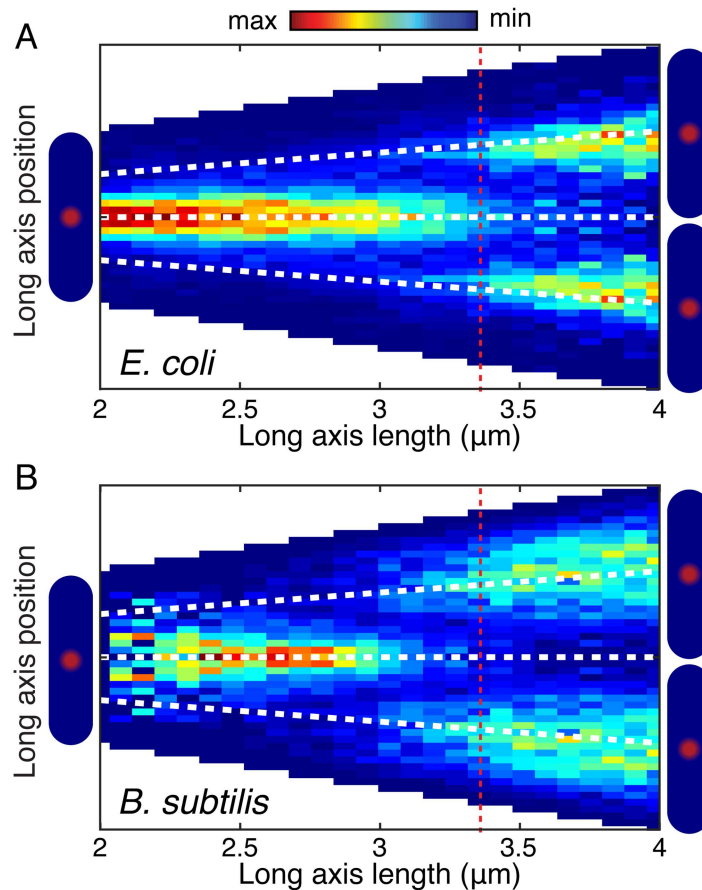 max min
A
Long axis position
E. coli
2 2.5 3 3.5 4
Long axis length (μm)
B
Long axis position
B. subtilis
2 2.5 3 3.5 4
Long axis length (μm)